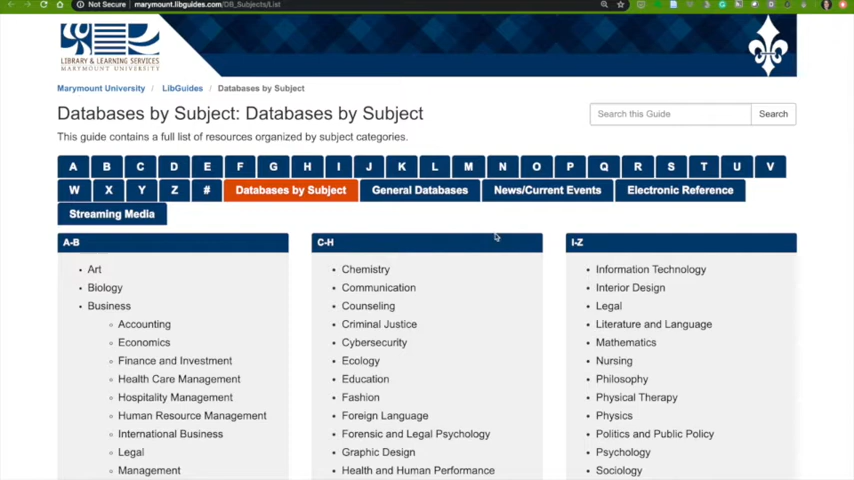 Not Secure marymount.libguides.com/DB_Subjects/List
LIBRARY & LEARNING SERVICES
MARYMOUNT UNIVERSITY
Marymount University / LibGuides / Databases by Subject
Databases by Subject: Databases by Subject
Search this Guide Search
This guide contains a full list of resources organized by subject categories.
A B C D E F G H I J K L M N O P Q R S T U V
W X Y Z # Databases by Subject General Databases News/Current Events Electronic Reference
Streaming Media
A-B
Art
Biology
Business
Accounting
Economics
Finance and Investment
Health Care Management
Hospitality Management
Human Resource Management
International Business
Legal
Management
C-H
Chemistry
Communication
Counseling
Criminal Justice
Cybersecurity
Ecology
Education
Fashion
Foreign Language
Forensic and Legal Psychology
Graphic Design
Health and Human Performance
I-Z
Information Technology
Interior Design
Legal
Literature and Language
Mathematics
Nursing
Philosophy
Physical Therapy
Physics
Politics and Public Policy
Psychology
Sociology